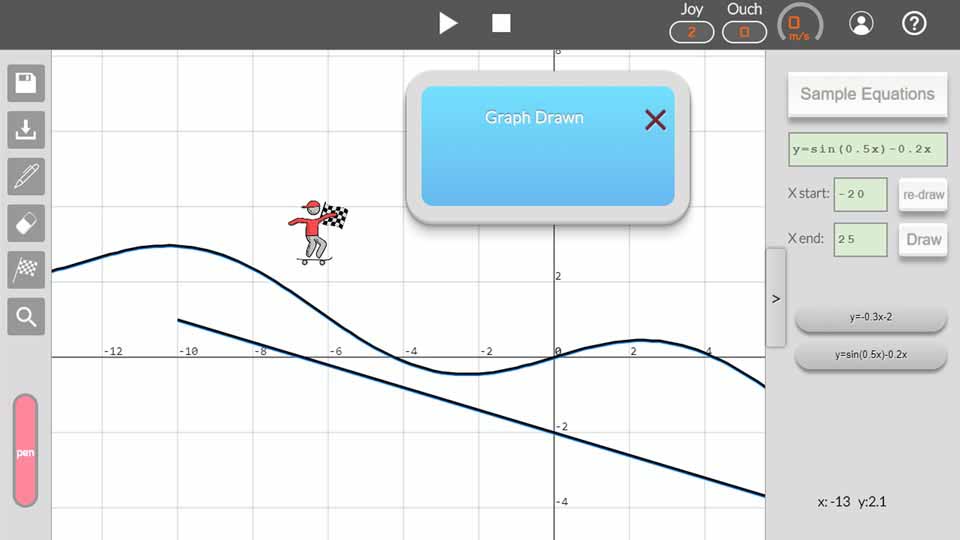 Joy
2
Ouch
0
0
m/s
Sample Equations
y=sin(0.5x)-0.2x
X start:
-20
re-draw
X end:
25
Draw
y=-0.3x-2
y=sin(0.5x)-0.2x
x: -13 y:2.1
Graph Drawn
8
2
-12 -10 -8 -6 -4 -2 0 2 4
-2
-4
pen
>
?